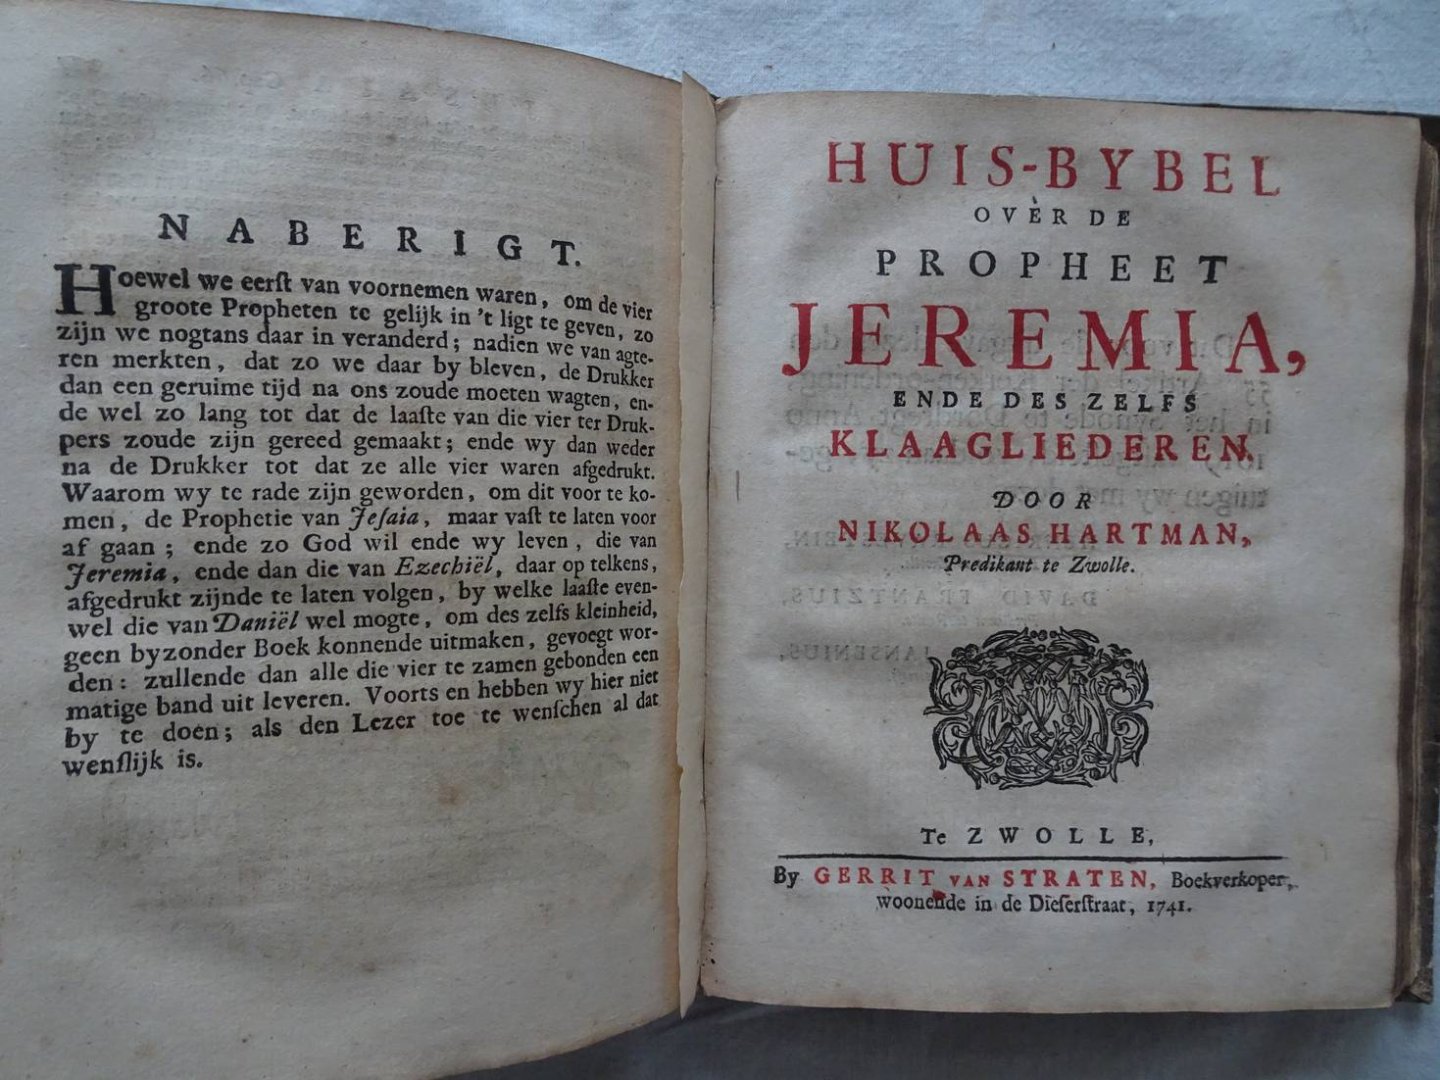 NABERIGT.
Hoewel we eerſt van voornemen waren, om de vier
groote Propheten te gelijk in 't ligt te geven, zo
zijn we nogtans daar in veranderd; nadien we van agte-
ren merkten, dat zo we daar by bleven, de Drukker
dan een geruime tijd na ons zoude moeten wagten, en-
de wel zo lang tot dat de laaſte van die vier ter Druk-
pers zoude zijn gereed gemaakt; ende wy dan weder
na de Drukker tot dat ze alle vier waren afgedrukt.
Waarom wy te rade zijn geworden, om dit voor te ko-
men, de Prophetie van Jeſaia, maar vaſt te laten voor
af gaan; ende zo God wil ende wy leven, die van
Jeremia, ende dan die van Ezechiël, daar op telkens,
afgedrukt zijnde te laten volgen, by welke laaſte even-
wel die van Daniël wel mogte, om des zelfs kleinheid,
geen byzonder Boek konnende uitmaken, gevoegt wor-
den: zullende dan alle die vier te zamen gebonden een
matige band uit leveren. Voorts en hebben wy hier niet
by te doen; als den Lezer toe te wenſchen al dat
wenſlijk is.
HUIS-BYBEL
OVÈR DE
PROPHEET
JEREMIA,
ENDE DES ZELFS
KLAAGLIEDEREN.
DOOR
NIKOLAAS HARTMAN,
Predikant te Zwolle.
Te ZWOLLE,
By GERRIT VAN STRATEN, Boekverkoper,
woonende in de Dieſerſtraat, 1741.